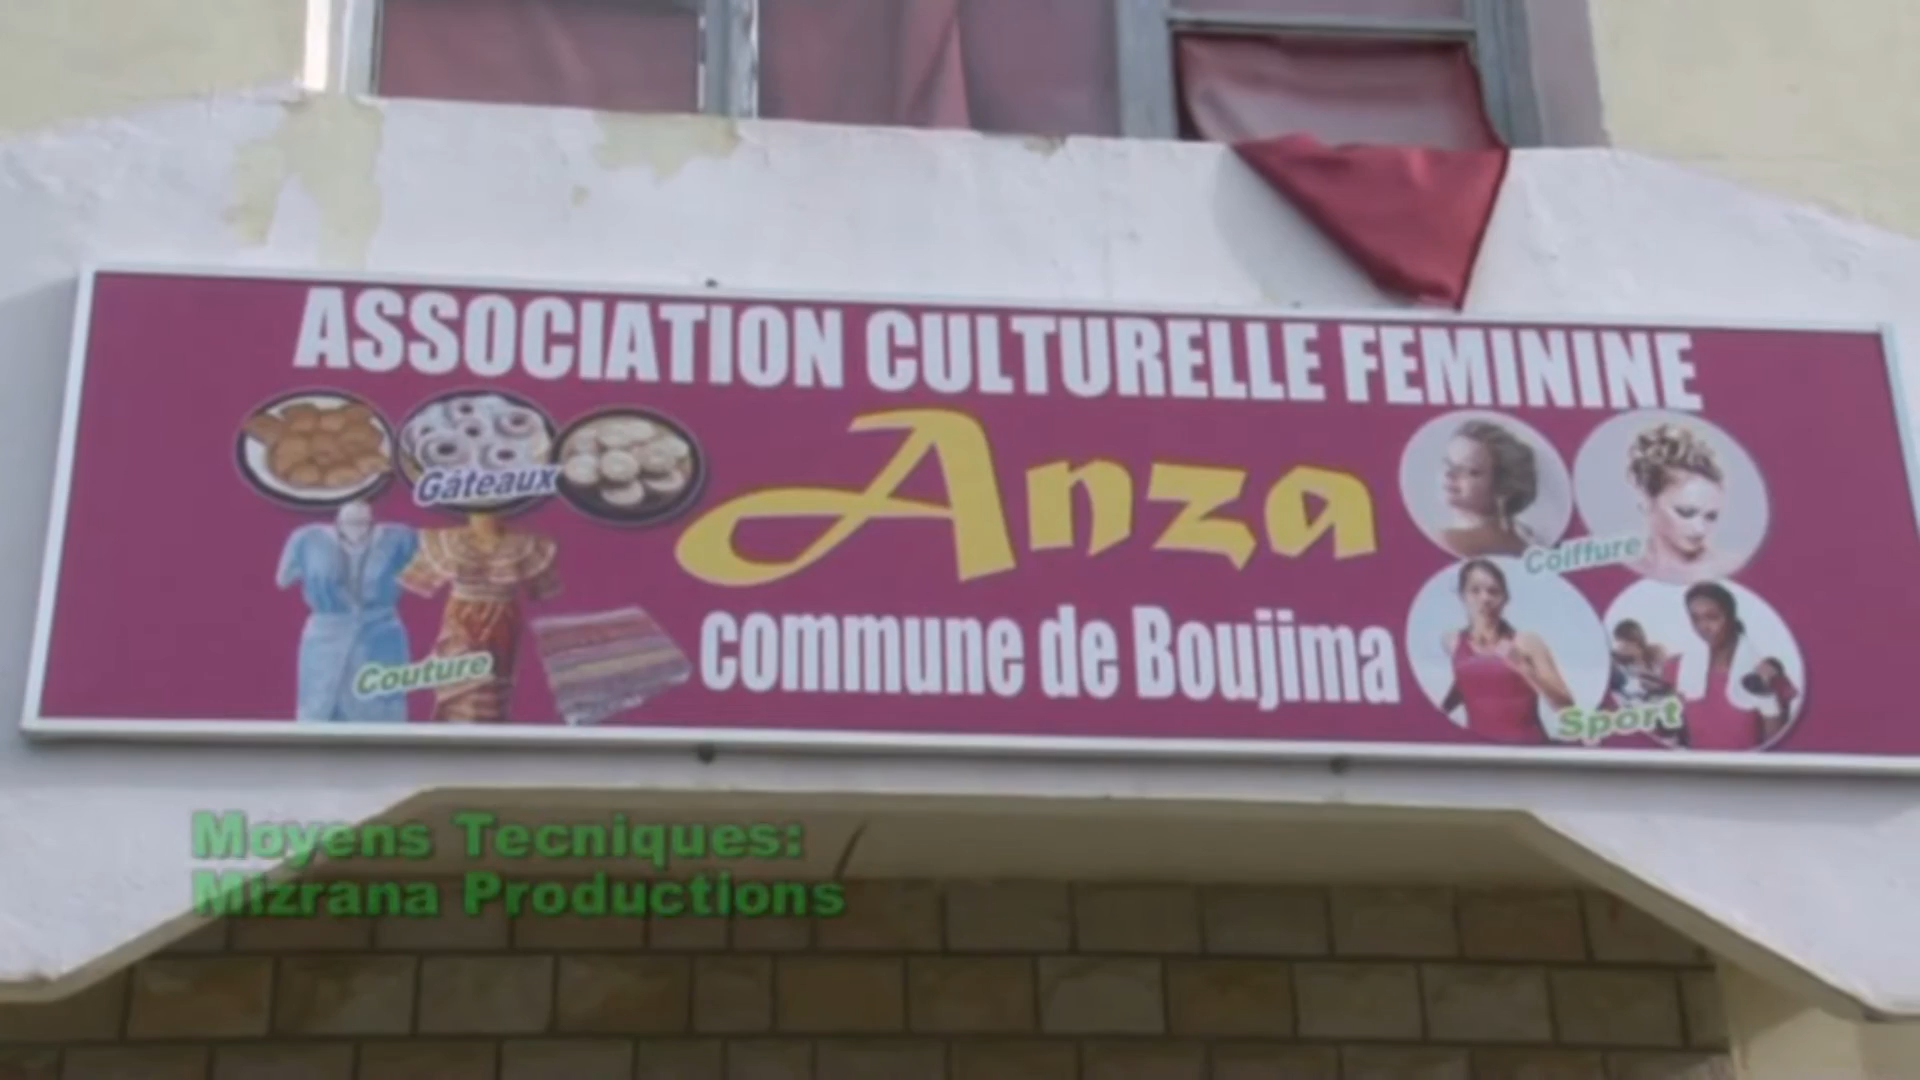 ASSOCIATION CULTURELLE FEMININE
Anza
commune de Boujima
Gâteaux
Couture
Coiffure
Sport
Moyens Tecniques:
Mizrana Productions